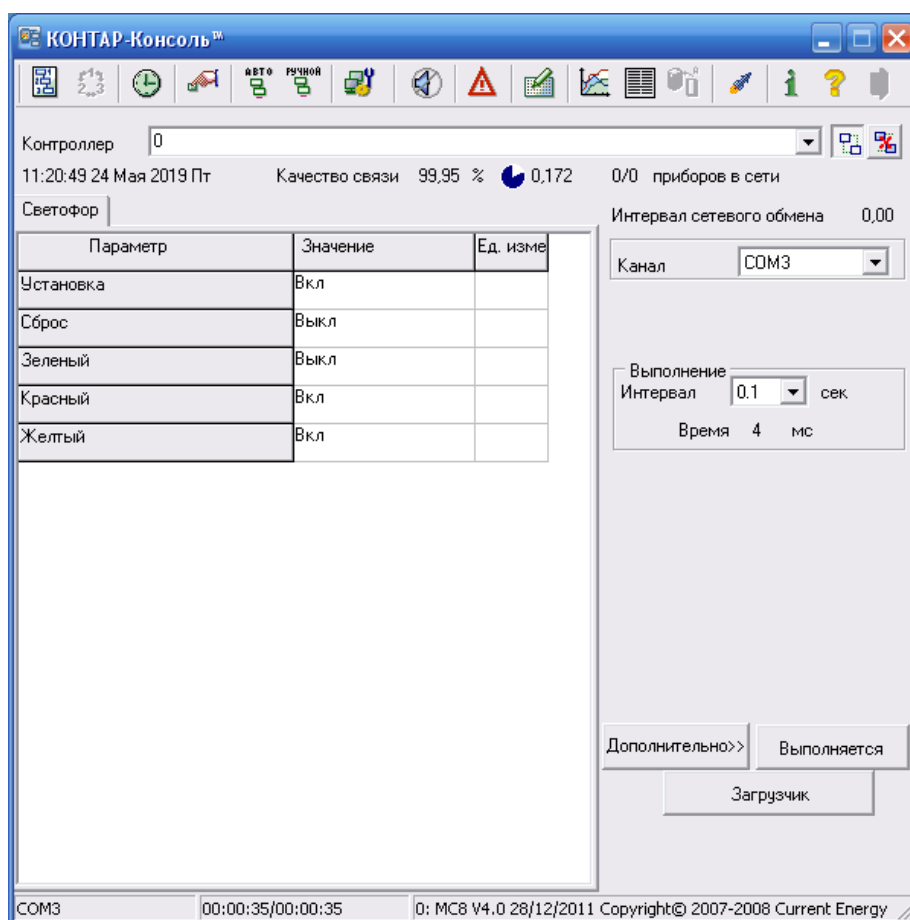 КОНТАР-Консоль™
АВТО РУЧНОЙ
Контроллер 0
11:20:49 24 Мая 2019 Пт Качество связи 99,95 % 0,172 0/0 приборов в сети
Светофор
Интервал сетевого обмена 0,00
Параметр Значение Ед. изме
Канал COM3
Установка Вкл
Сброс Выкл
Зеленый Выкл
Красный Вкл
Желтый Вкл
Выполнение
Интервал 0.1 сек
Время 4 мс
Дополнительно>> Выполняется
Загрузчик
COM3 00:00:35/00:00:35 0: MC8 V4.0 28/12/2011 Copyright© 2007-2008 Current Energy